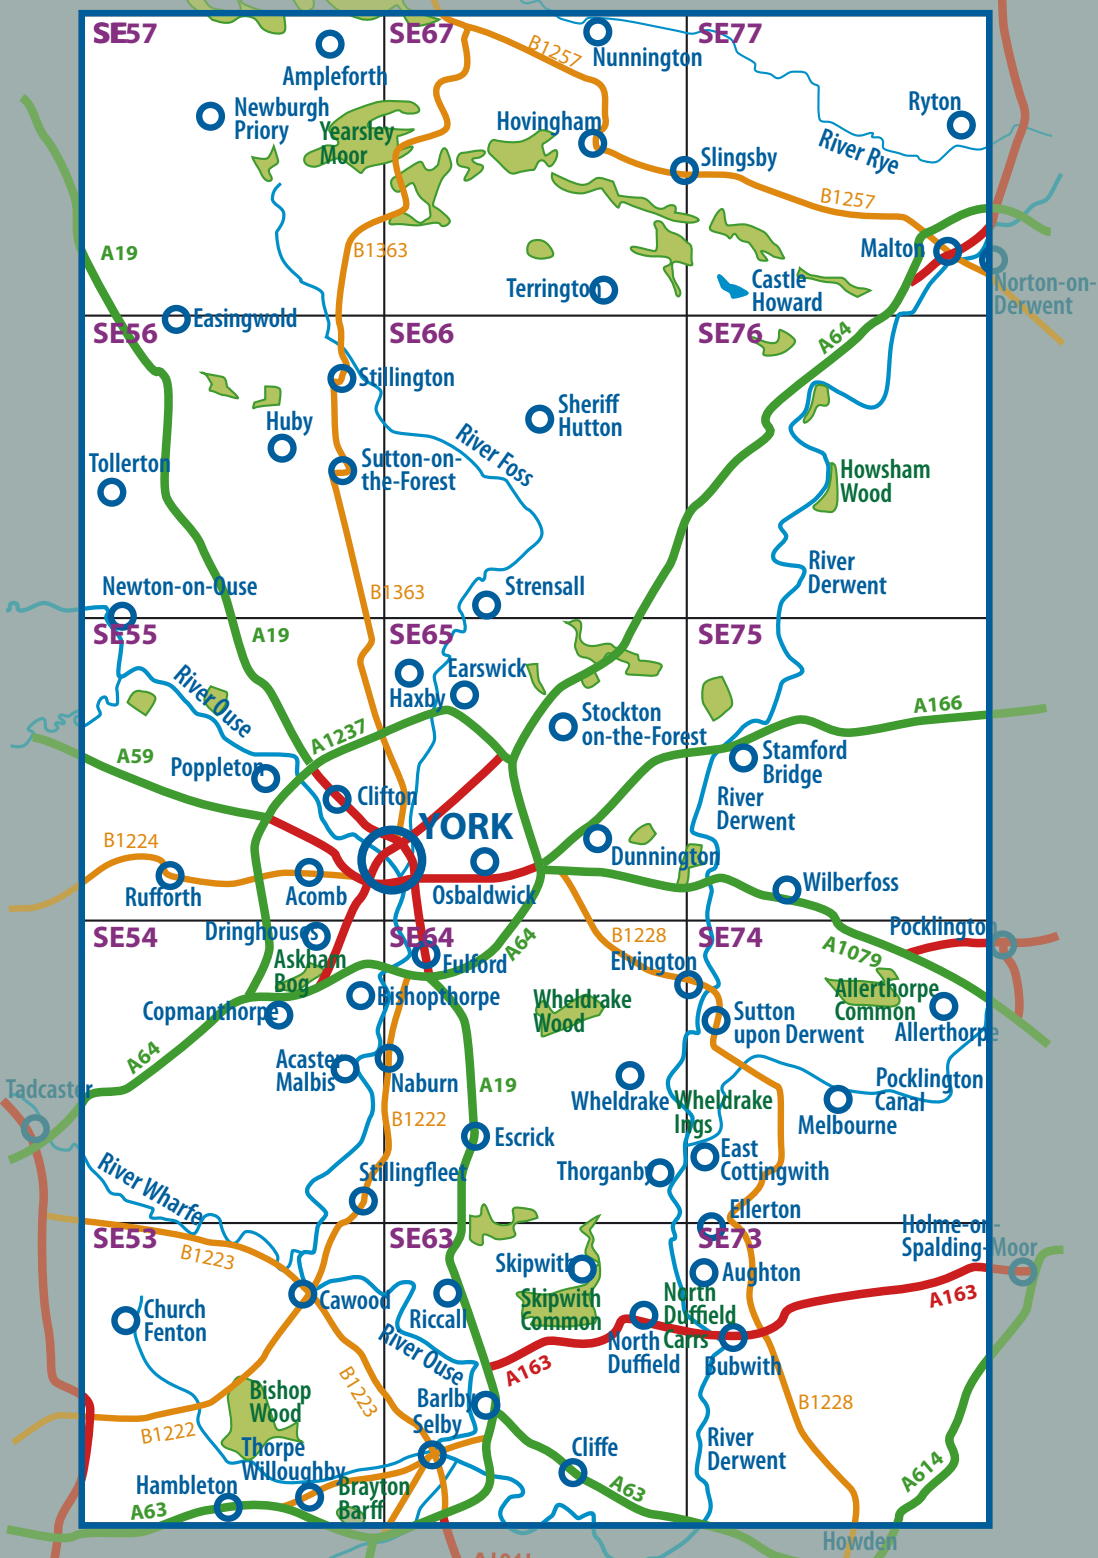 SE57
SE67
SE77
B1257
Nunnington
Ampleforth
Newburgh
Priory
Yearsley
Moor
Hovingham
Ryton
River Rye
Slingsby
B1257
A19
B1363
Malton
Terrington
Castle
Howard
Norton-on-
Derwent
Easingwold
SE56
SE66
SE76
A64
Stillington
Sheriff
Hutton
Huby
River Foss
Tollerton
Sutton-on-
the-Forest
Howsham
Wood
River
Derwent
Newton-on-Ouse
B1363
Strensall
SE55
SE65
SE75
A19
Earswick
Haxby
River Ouse
Stockton
on-the-Forest
A166
A1237
A59
Poppleton
Stamford
Bridge
Clifton
River
Derwent
YORK
B1224
Dunnington
Rufforth
Acomb
Osbaldwick
Wilberfoss
Dringhouses
SE54
SE64
SE74
Pocklington
A64
B1228
A1079
Fulford
Elvington
Askham
Bog
Bishopthorpe
Copmanthorpe
Wheldrake
Wood
Allerthorpe
Common
Sutton
upon Derwent
Allerthorpe
A64
Acaster
Malbis
Naburn
A19
Tadcaster
Wheldrake
Wheldrake
Ings
Pocklington
Canal
Melbourne
B1222
Escrick
East
Cottingwith
Thorganby
Stillingfleet
River Wharfe
Ellerton
SE53
SE63
SE73
Holme-on-
Spalding-Moor
B1223
Skipwith
Aughton
Cawood
Riccall
Skipwith
Common
North
Duffield
Carrs
A163
Church
Fenton
River Ouse
North
Duffield
Bubwith
A163
B1223
Bishop
Wood
Barlby
Selby
B1228
B1222
Thorpe
Willoughby
Cliffe
River
Derwent
A614
Hambleton
Brayton
Barff
A63
A63
Howden
A1041